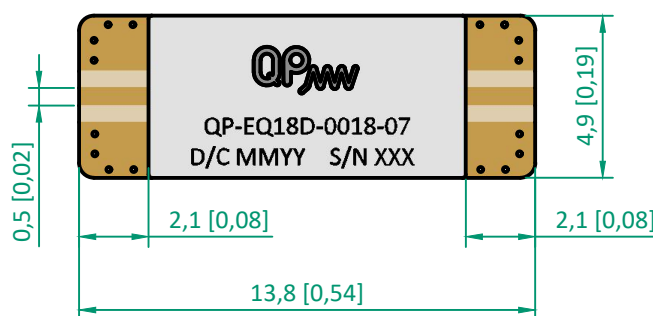 QPmw
QP-EQ18D-0018-07
D/C MMYY S/N XXX
4,9 [0,19]
0,5 [0,02]
2,1 [0,08]
2,1 [0,08]
13,8 [0,54]